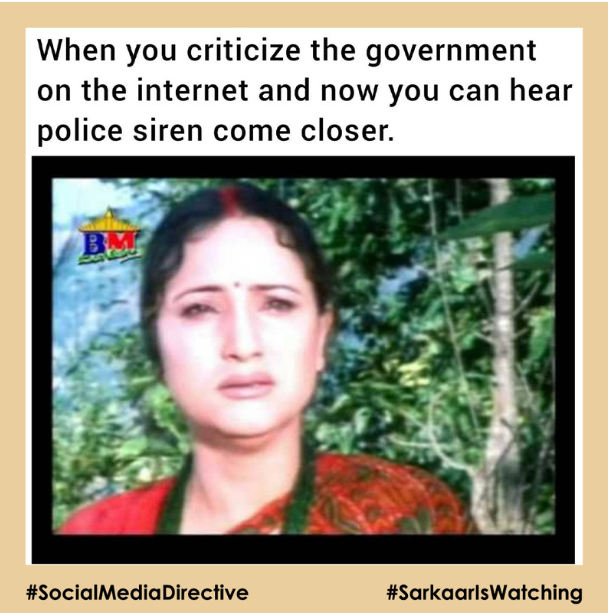 When you criticize the government
on the internet and now you can hear
police siren come closer.
BM
#SocialMediaDirective
#SarkaarIsWatching